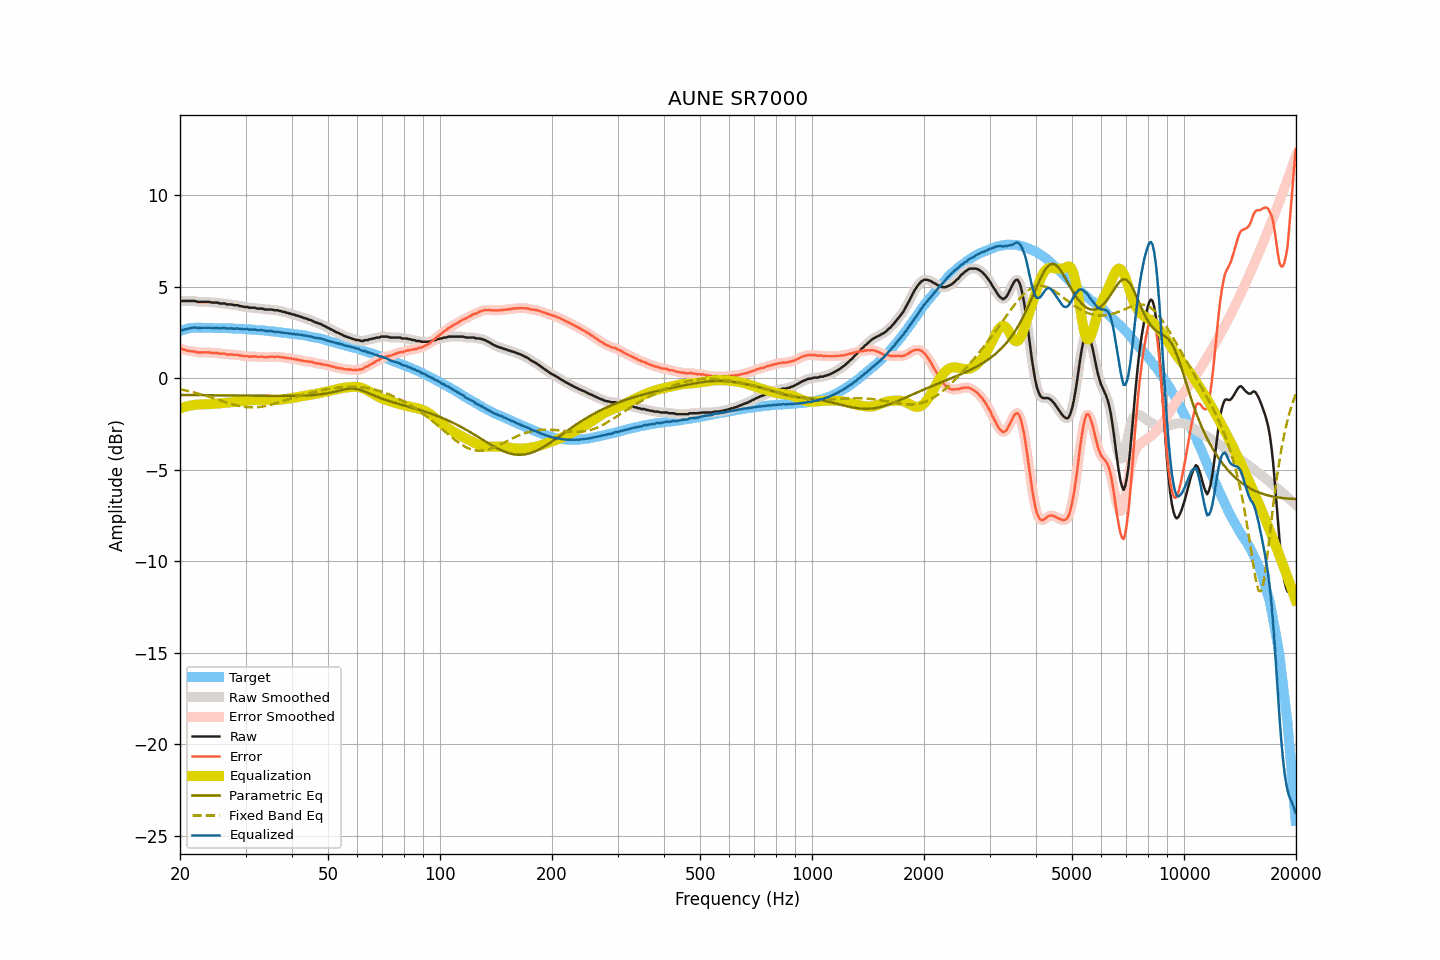 AUNE SR7000
10
5
0
−5
−10
−15
−20
−25
Amplitude (dBr)
Target
Raw Smoothed
Error Smoothed
Raw
Error
Equalization
Parametric Eq
Fixed Band Eq
Equalized
20 50 100 200 500 1000 2000 5000 10000 20000
Frequency (Hz)